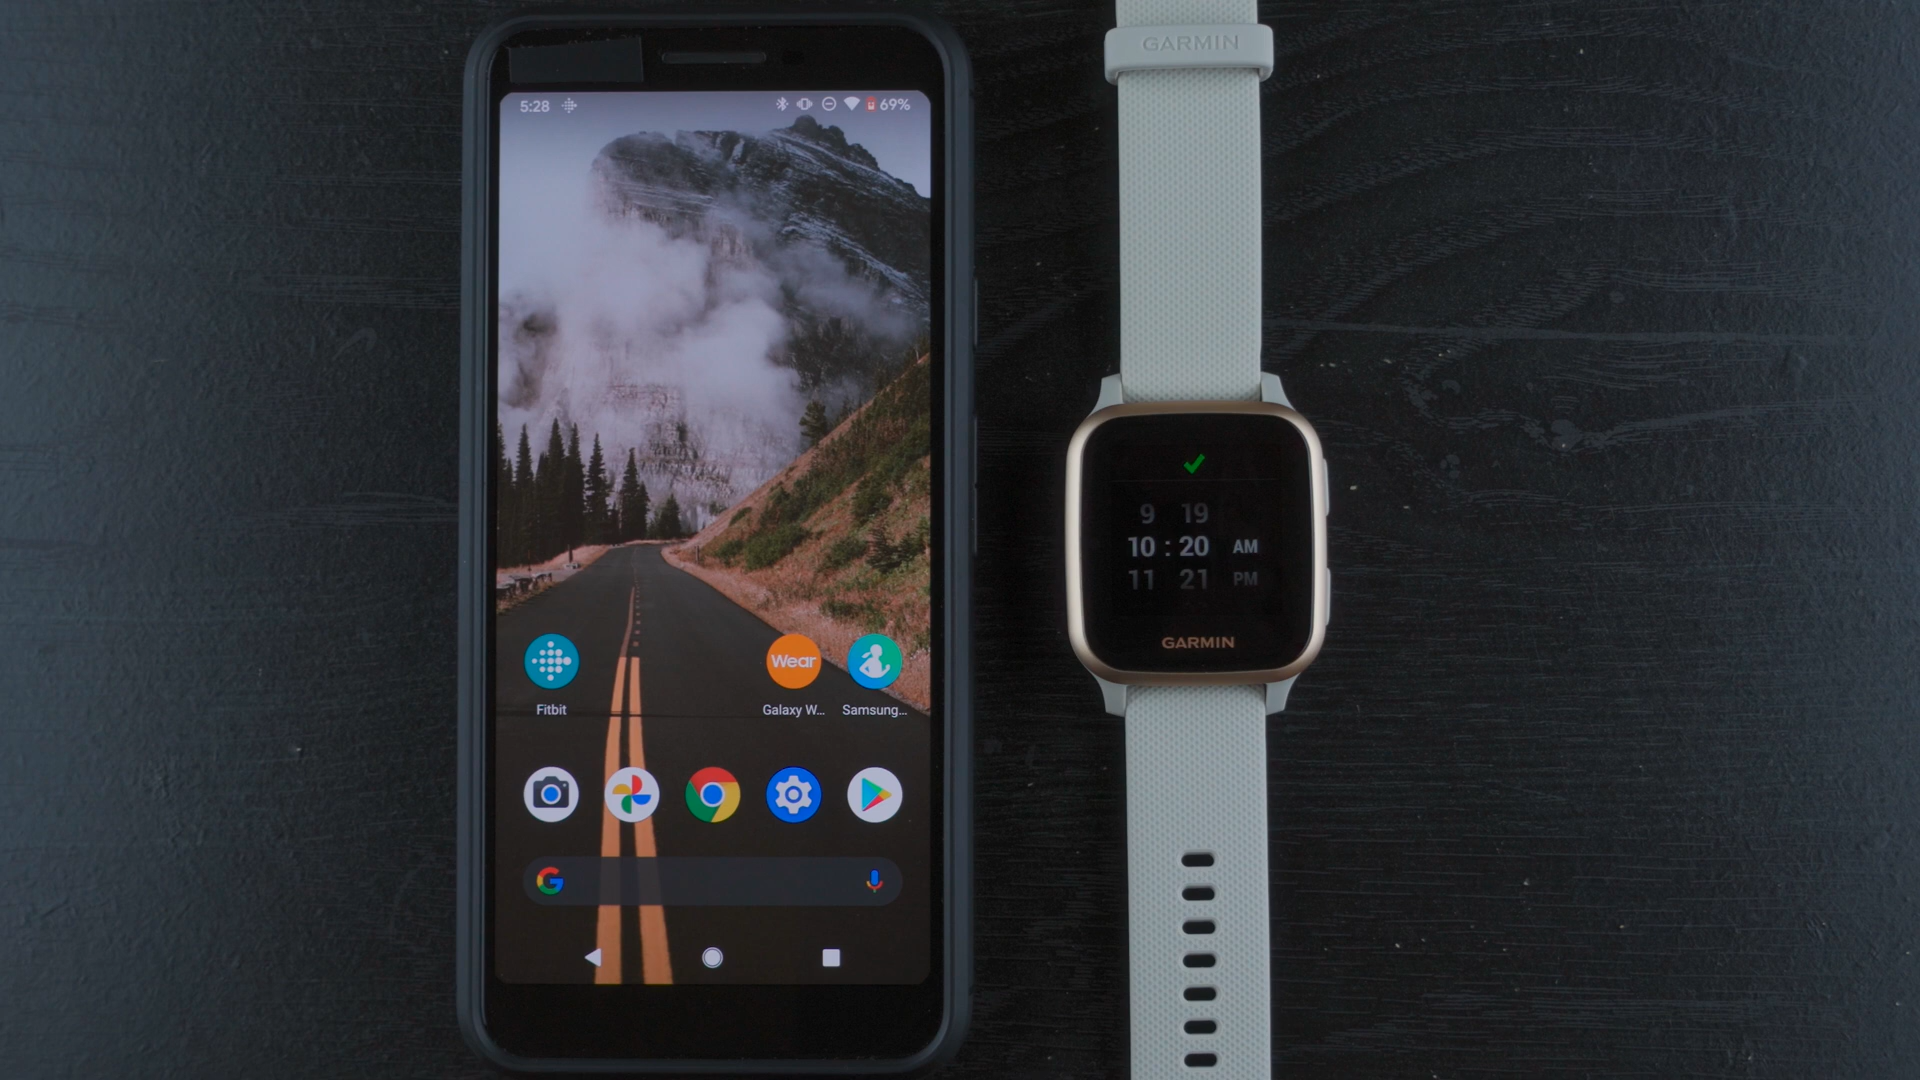 5:28 69%
Fitbit
Wear
Galaxy W...
Samsung...
GARMIN
9 19
10 : 20 AM
11 21 PM
GARMIN